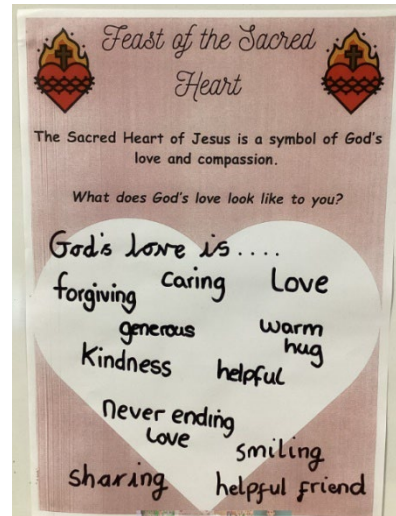 Feast of the Sacred
Heart
The Sacred Heart of Jesus is a symbol of God's
love and compassion.
What does God's love look like to you?
God's love is....
forgiving caring Love
generous warm
hug
Kindness helpful
never ending
love
smiling
sharing helpful friend